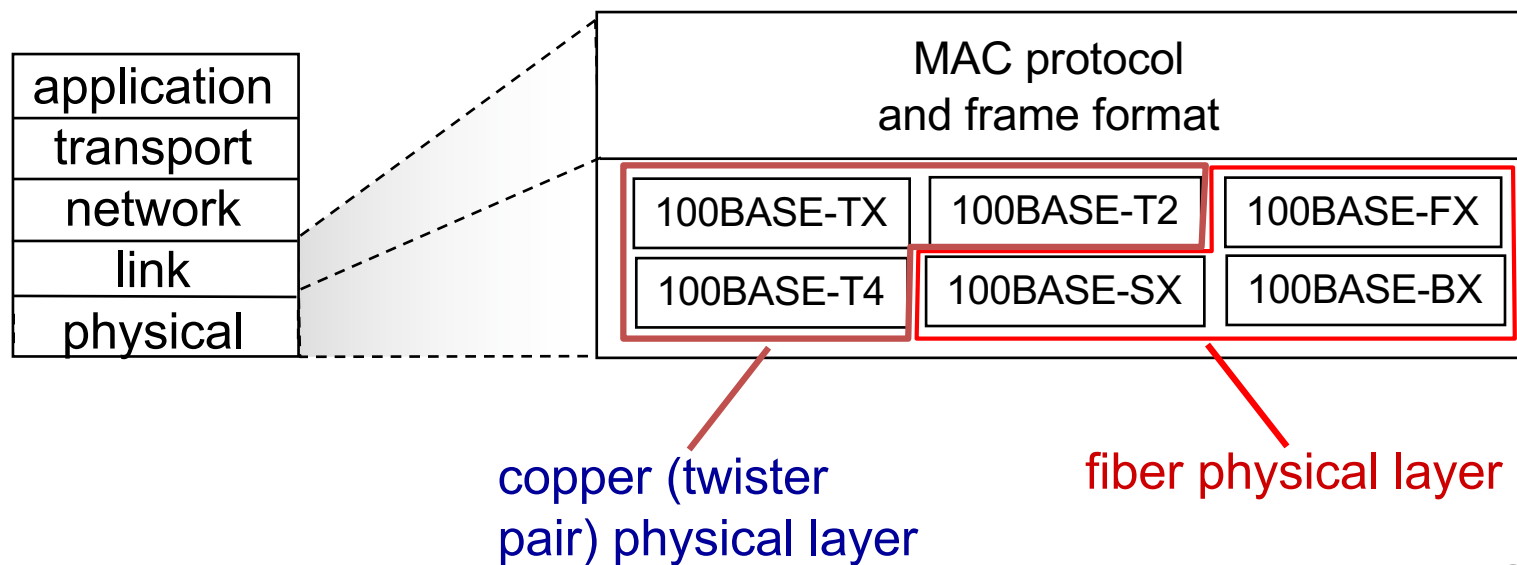 application
transport
network
link
physical
MAC protocol
and frame format
100BASE-TX
100BASE-T2
100BASE-FX
100BASE-T4
100BASE-SX
100BASE-BX
copper (twister
pair) physical layer
fiber physical layer